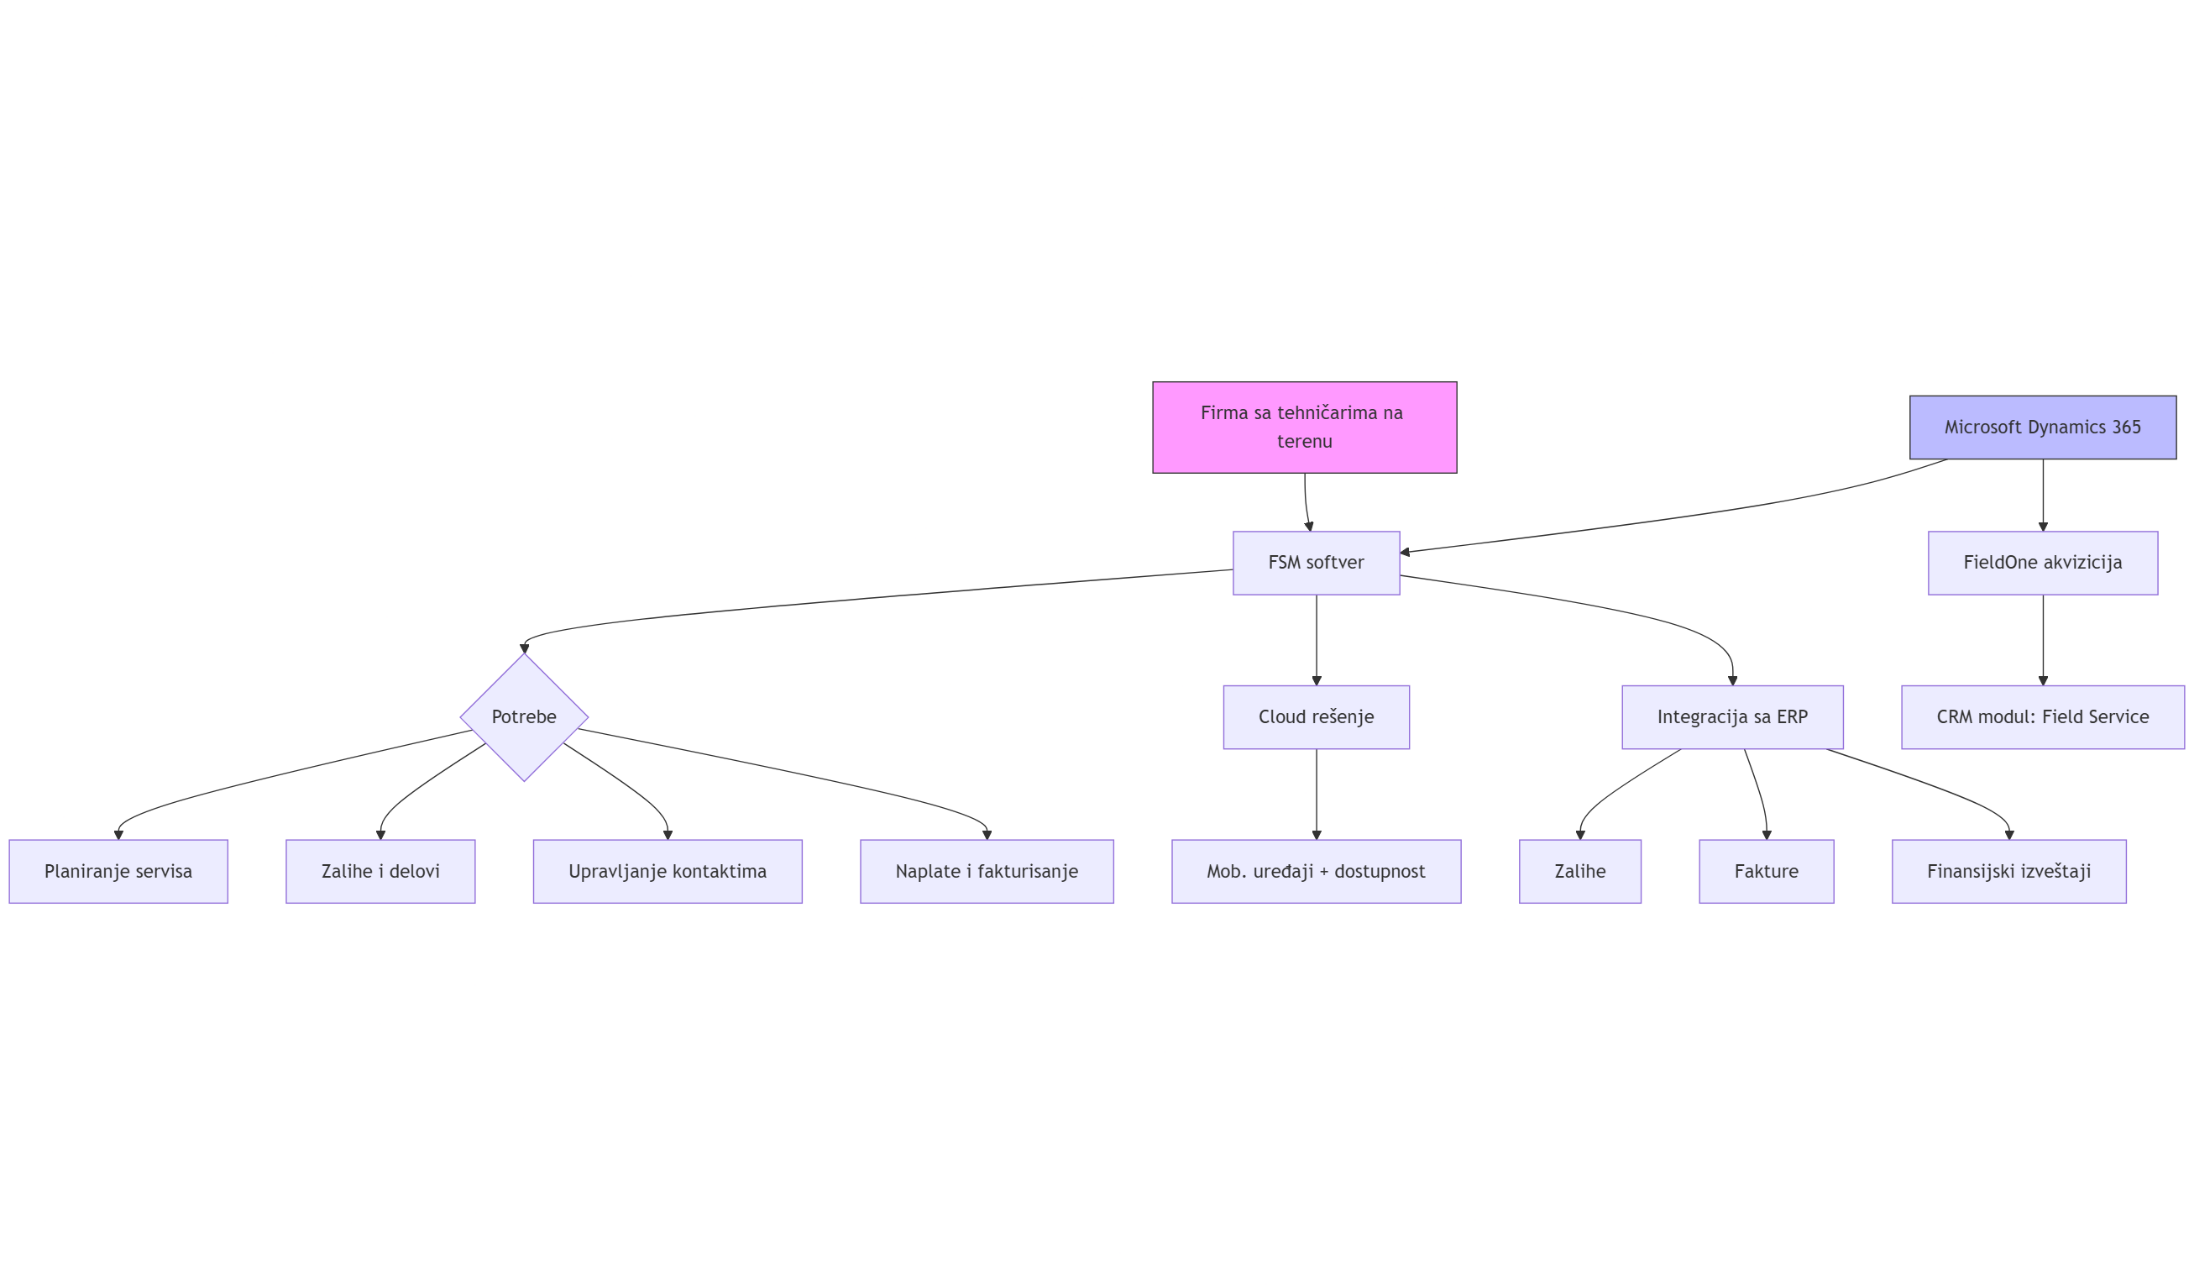 Firma sa tehničarima na
terenu
Microsoft Dynamics 365
FSM softver
FieldOne akvizicija
Potrebe
Cloud rešenje
Integracija sa ERP
CRM modul: Field Service
Planiranje servisa
Zalihe i delovi
Upravljanje kontaktima
Naplate i fakturisanje
Mob. uređaji + dostupnost
Zalihe
Fakture
Finansijski izveštaji